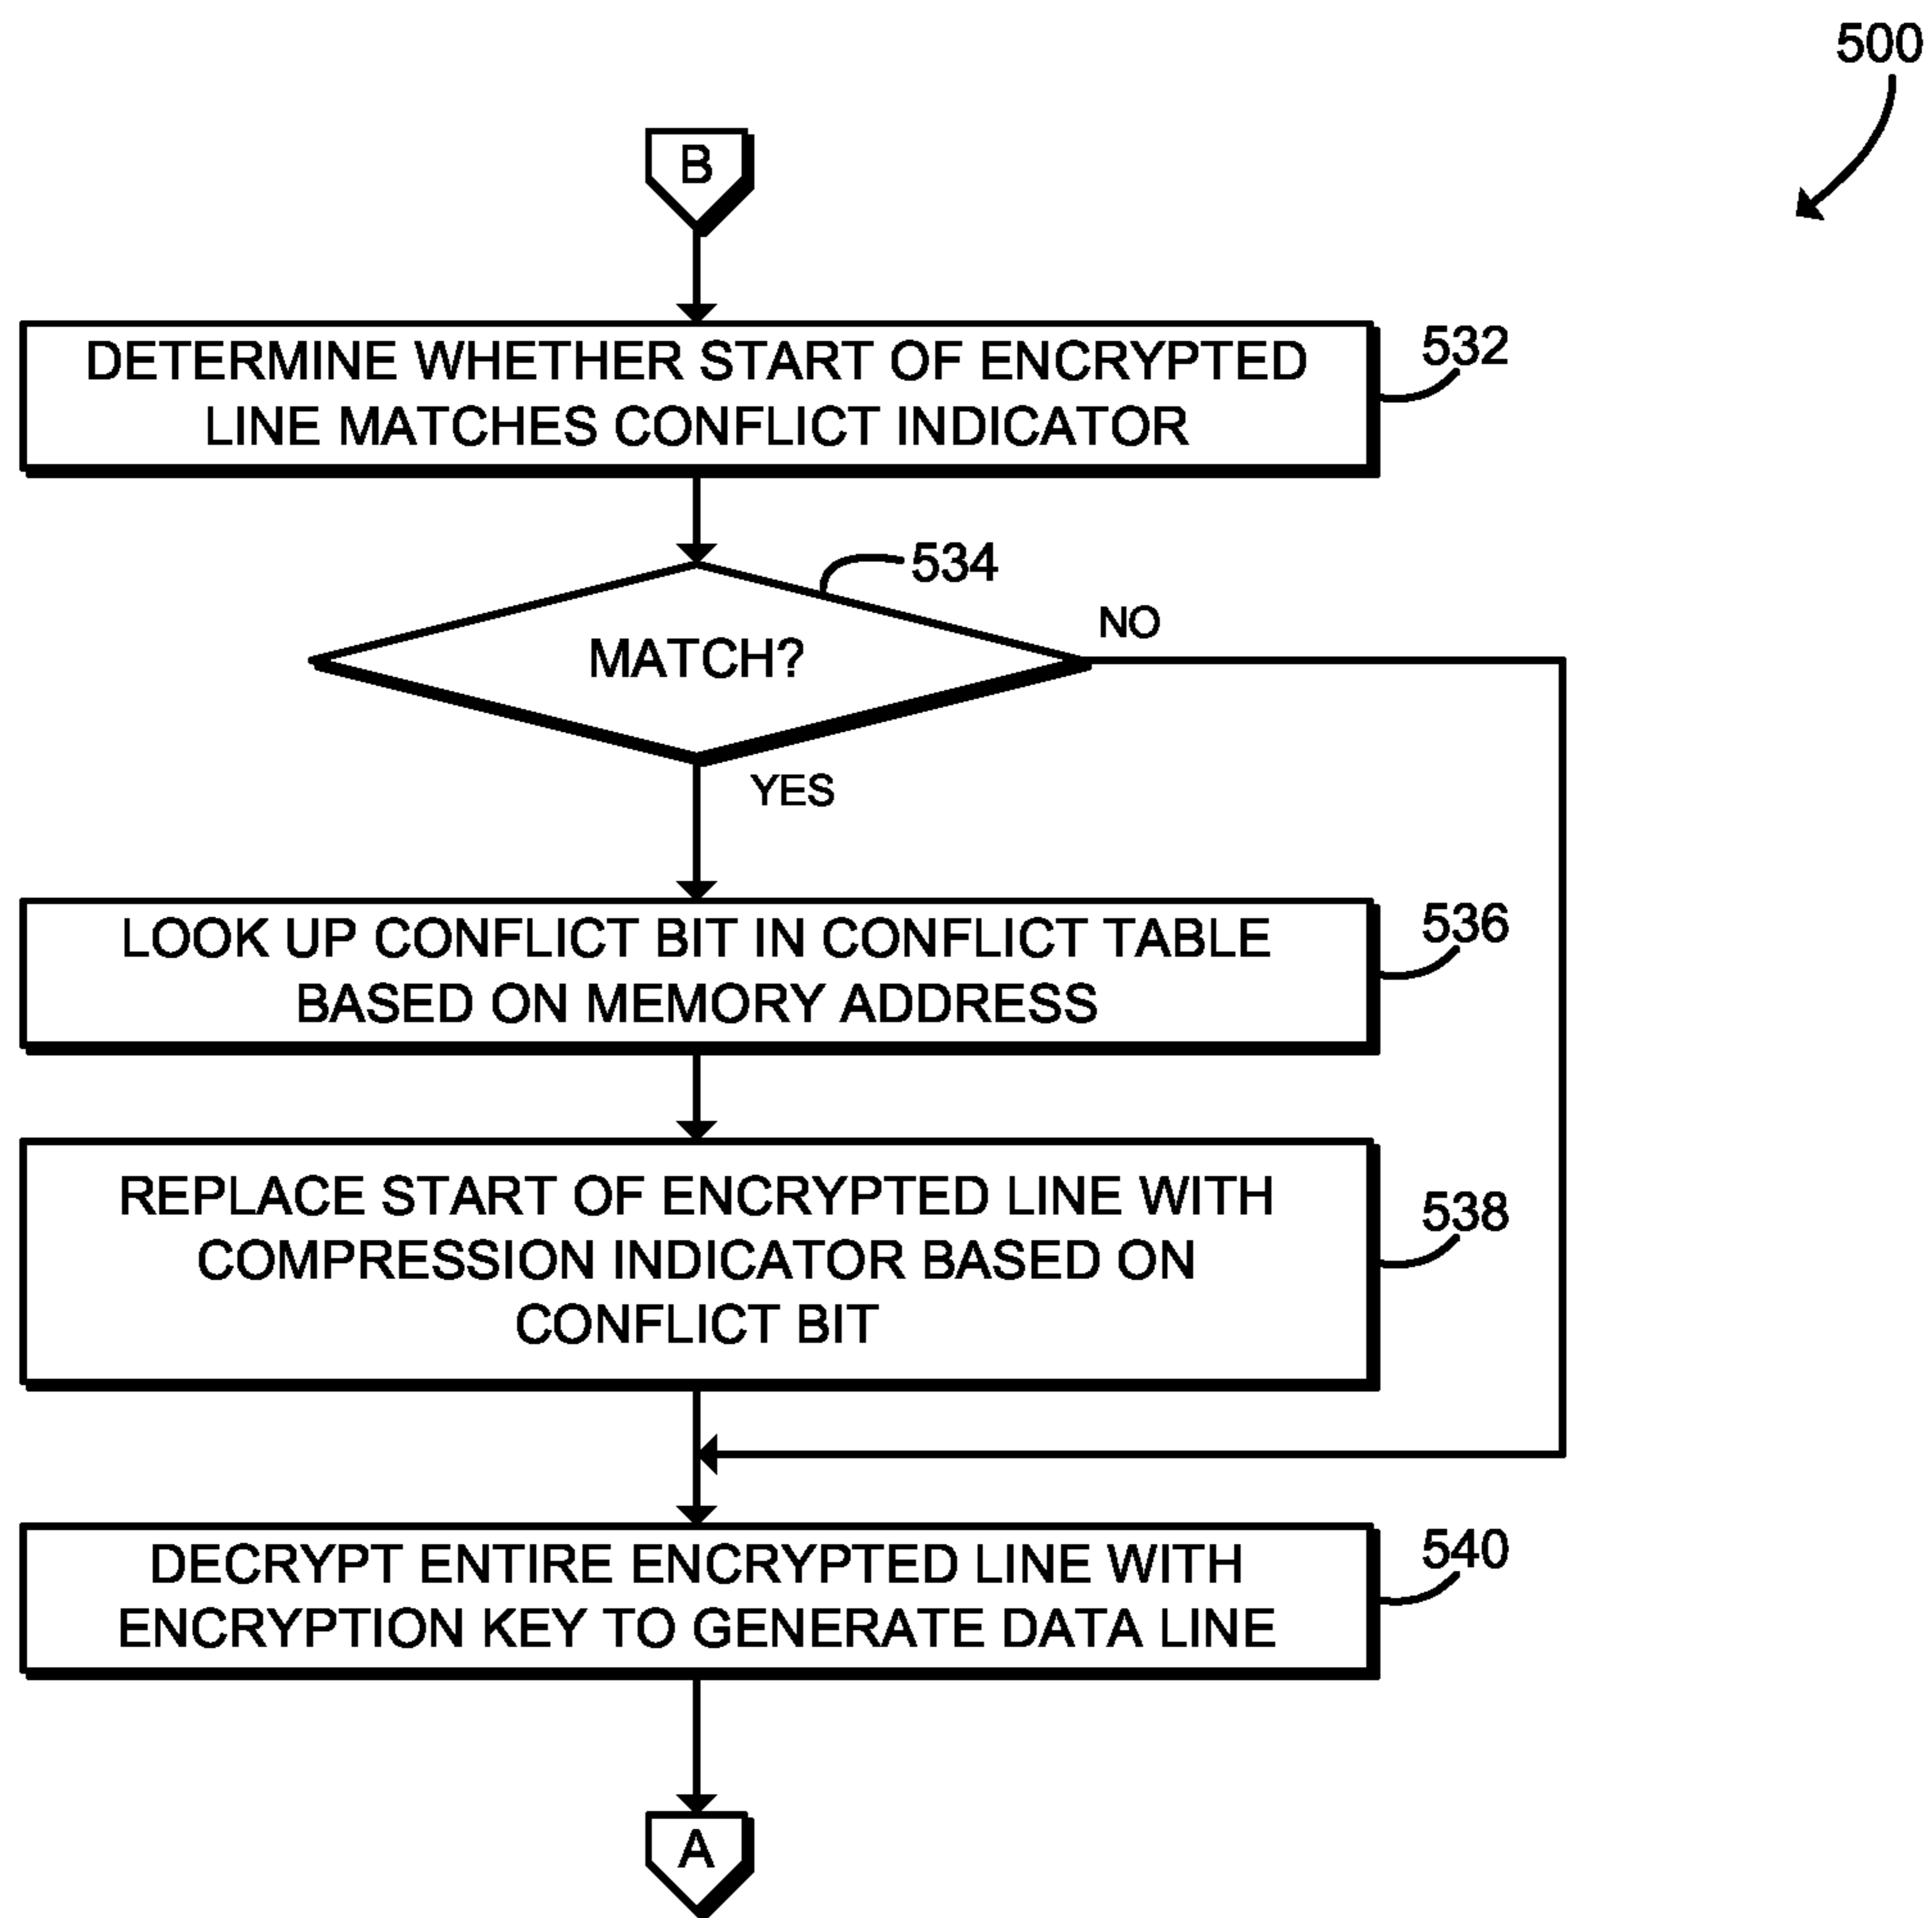 500
B
DETERMINE WHETHER START OF ENCRYPTED
LINE MATCHES CONFLICT INDICATOR
532
534
MATCH?
NO
YES
LOOK UP CONFLICT BIT IN CONFLICT TABLE
BASED ON MEMORY ADDRESS
536
REPLACE START OF ENCRYPTED LINE WITH
COMPRESSION INDICATOR BASED ON
CONFLICT BIT
538
DECRYPT ENTIRE ENCRYPTED LINE WITH
ENCRYPTION KEY TO GENERATE DATA LINE
540
A